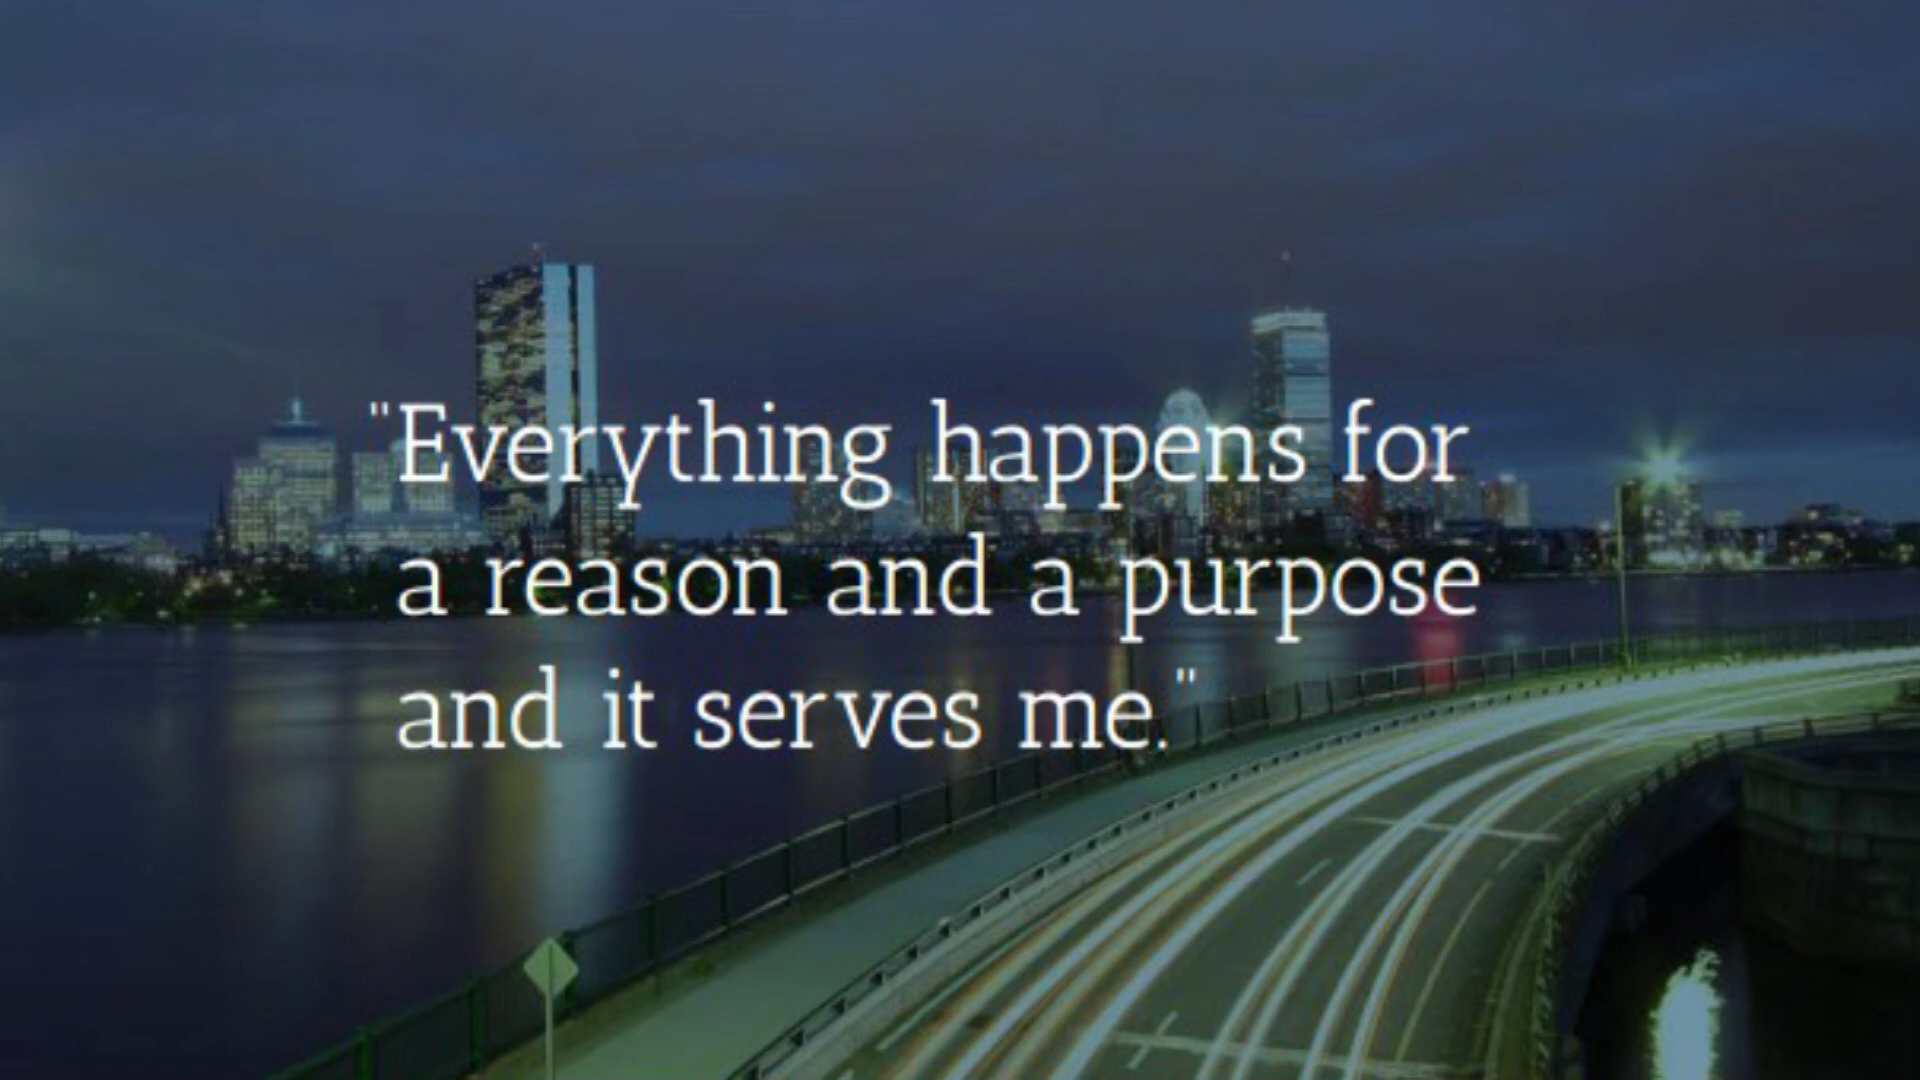 "Everything happens for
a reason and a purpose
and it serves me."